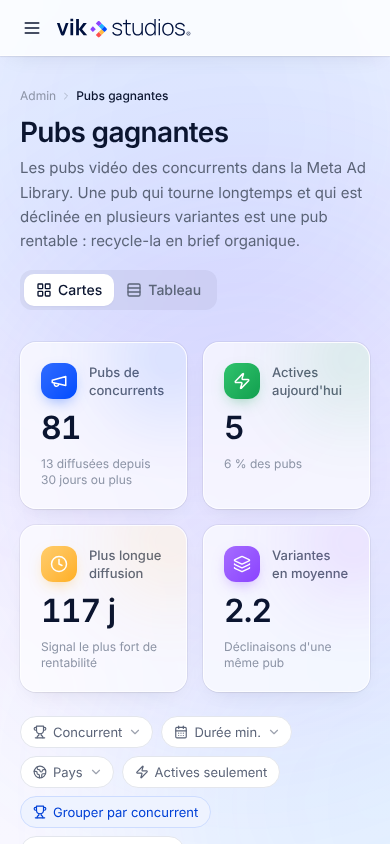 vik studios
Admin > Pubs gagnantes
Pubs gagnantes
Les pubs vidéo des concurrents dans la Meta Ad
Library. Une pub qui tourne longtemps et qui est
déclinée en plusieurs variantes est une pub
rentable : recycle-la en brief organique.
Cartes
Tableau
Pubs de
concurrents
81
13 diffusées depuis
30 jours ou plus
Actives
aujourd'hui
5
6 % des pubs
Plus longue
diffusion
117 j
Signal le plus fort de
rentabilité
Variantes
en moyenne
2.2
Déclinaisons d'une
même pub
Concurrent
Durée min.
Pays
Actives seulement
Grouper par concurrent